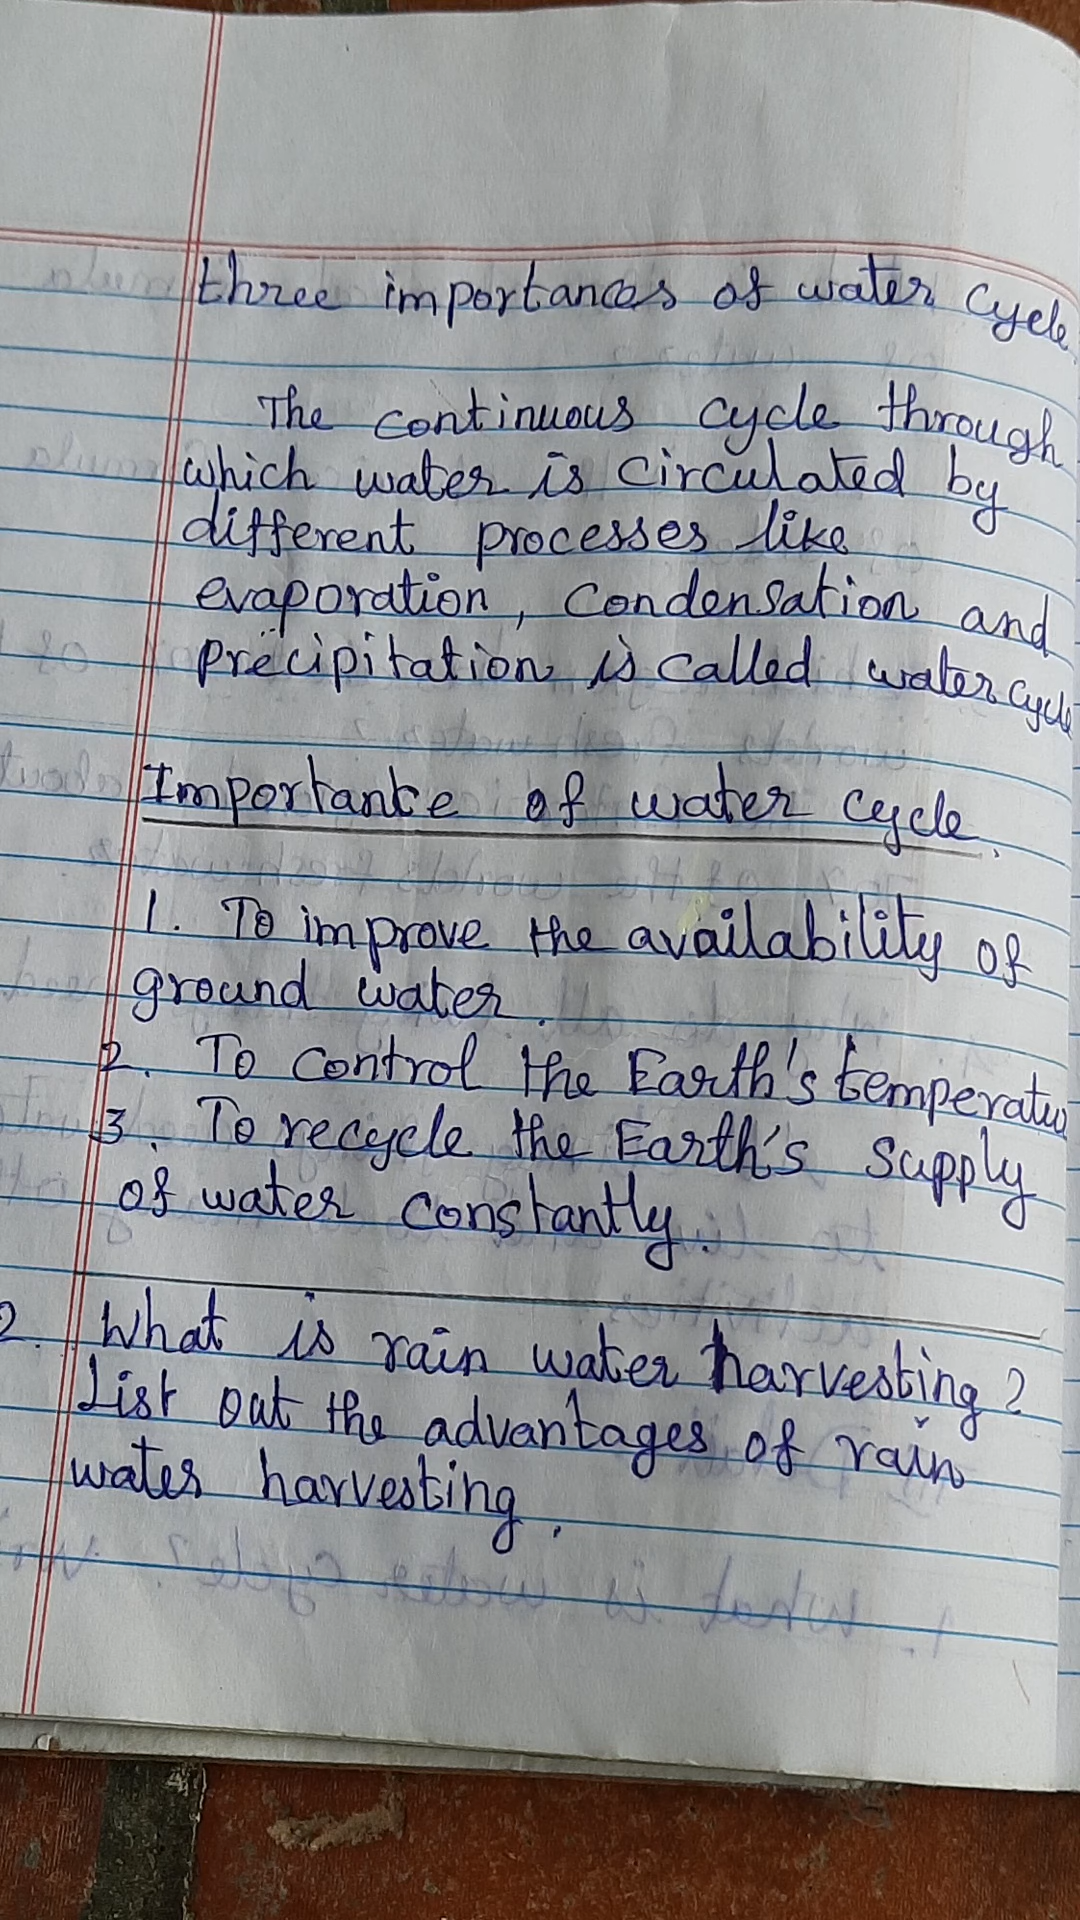 three importances of water cycle
The continuous cycle through
which water is circulated by
different processes like
evaporation, condensation and
precipitation is called water cycle
Importance of water cycle.
1. To improve the availability of
ground water.
2. To control the Earth's temperatu
3. To recycle the Earth's supply
of water constantly.
2. What is rain water harvesting?
List out the advantages of rain
water harvesting.